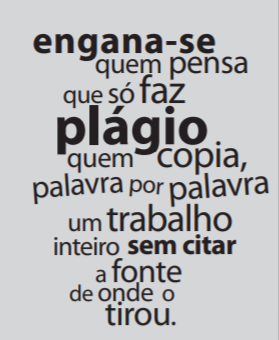 engana-se
quem pensa
que só faz
plágio
quem copia,
palavra por palavra
um trabalho
inteiro sem citar
a fonte
de onde o
tirou.